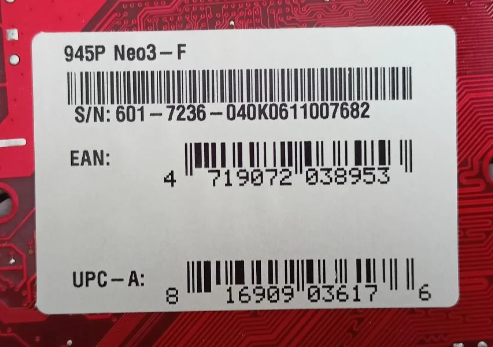 945P Neo3-F
S/N: 601-7236-040K0611007682
EAN:
4 719072 038953
UPC-A:
8 16909 03617 6